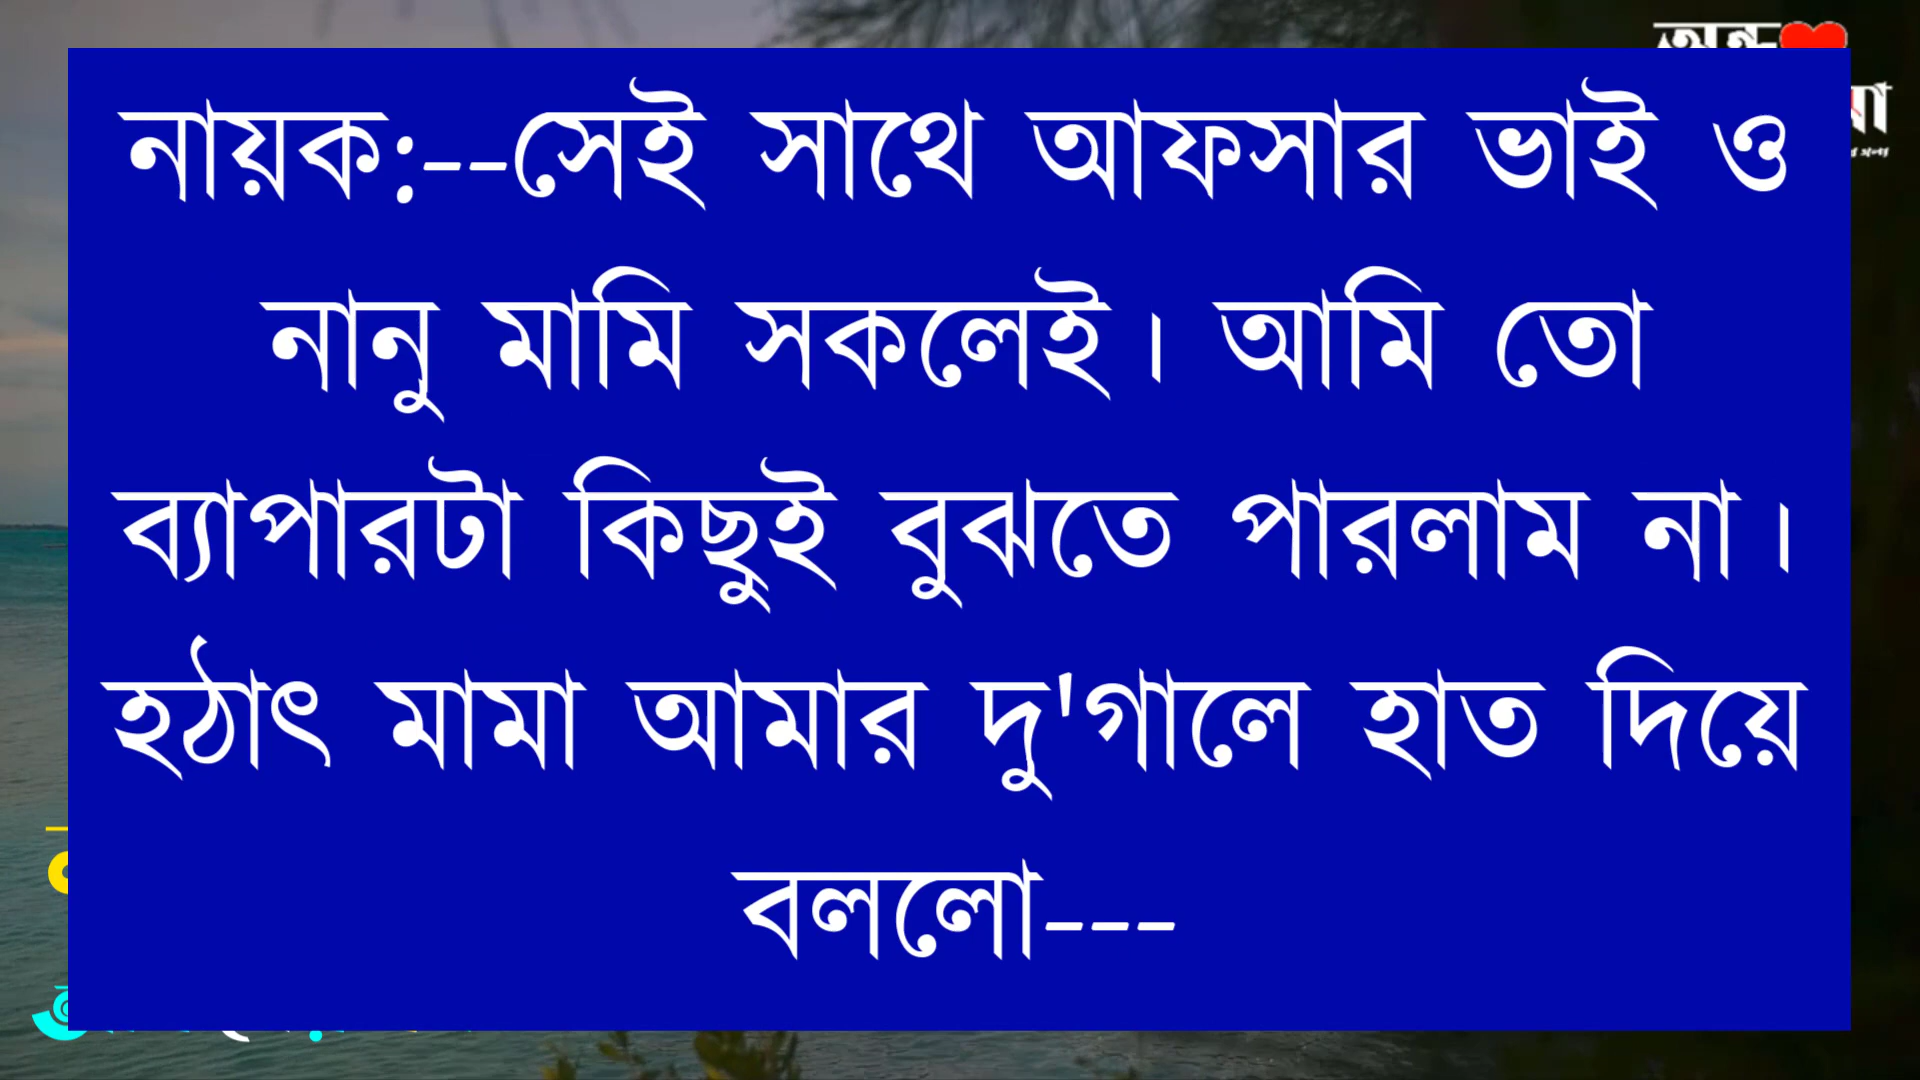 নায়ক:--সেই সাথে আফসার ভাই ও
নানু মামি সকলেই। আমি তো
ব্যাপারটা কিছুই বুঝতে পারলাম না।
হঠাৎ মামা আমার দু'গালে হাত দিয়ে
বললো---